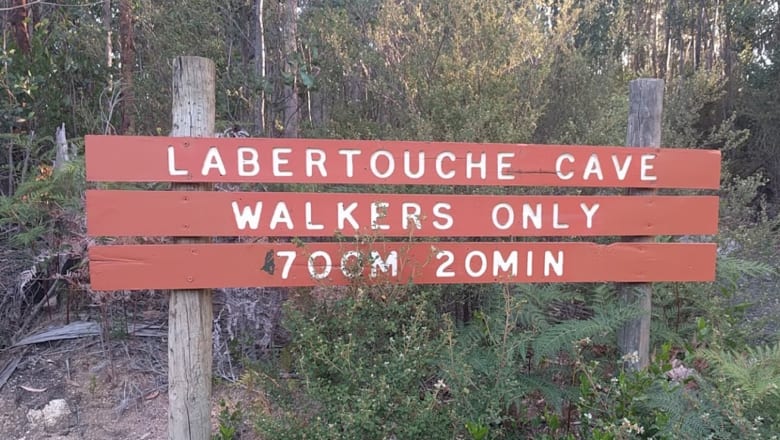 LABERTOUCHE CAVE
WALKERS ONLY
700M 20MIN